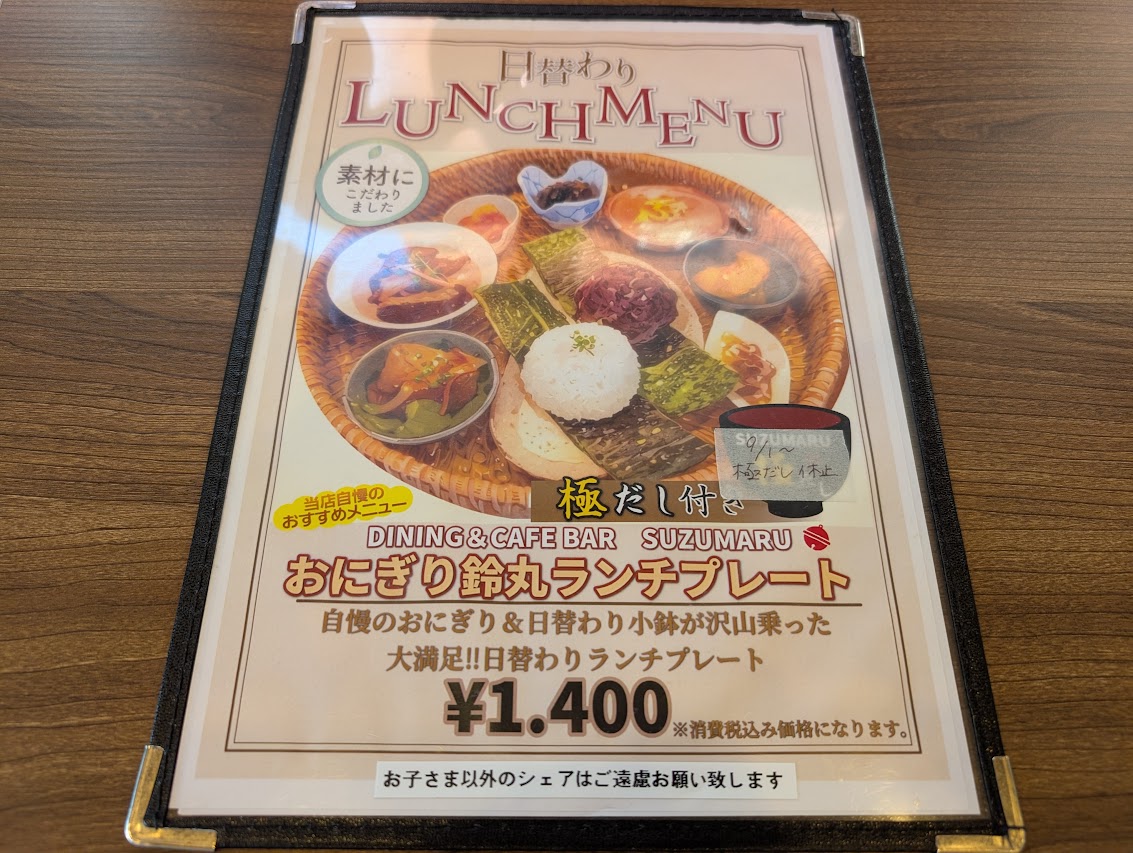 日替わり
LUNCH MENU
素材に
こだわり
ました
SUZUMARU
9/1～
極だし休止
極だし付き
当店自慢の
おすすめメニュー
DINING & CAFE BAR SUZUMARU
おにぎり鈴丸ランチプレート
自慢のおにぎり＆日替わり小鉢が沢山乗った
大満足!!日替わりランチプレート
¥1.400
※消費税込み価格になります。
お子さま以外のシェアはご遠慮お願い致します